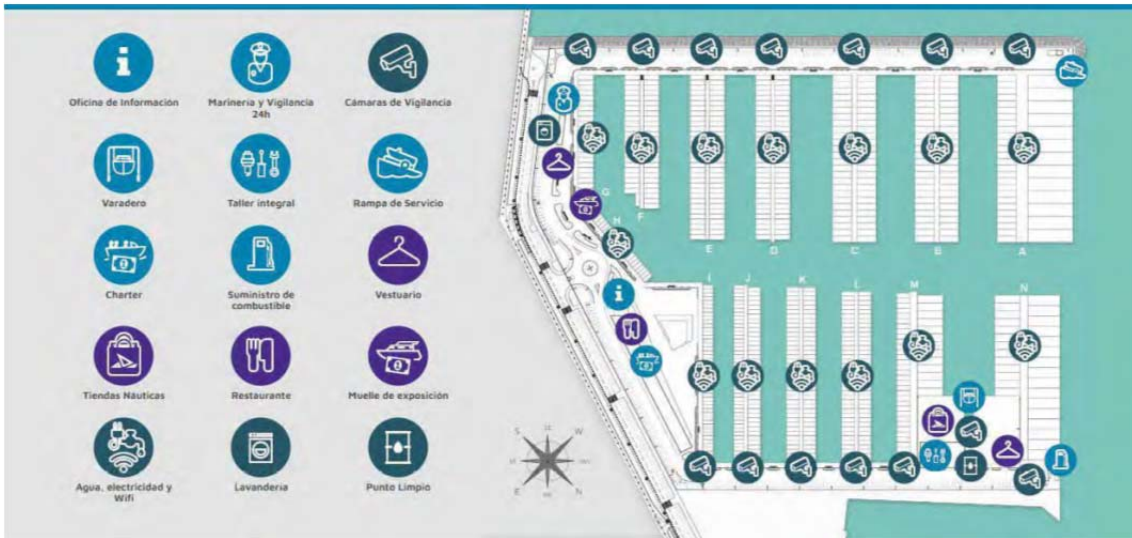 Oficina de Información
Marineria y Vigilancia
24h
Cámaras de Vigilancia
Varadero
Taller integral
Rampa de Servicio
Charter
Suministro de
combustible
Vestuario
Tiendas Náuticas
Restaurante
Muelle de exposición
Agua, electricidad y
Wifi
Lavandería
Punto Limpio
S
W
E
N
G
H
F
E
D
C
B
A
I
J
K
L
M
N